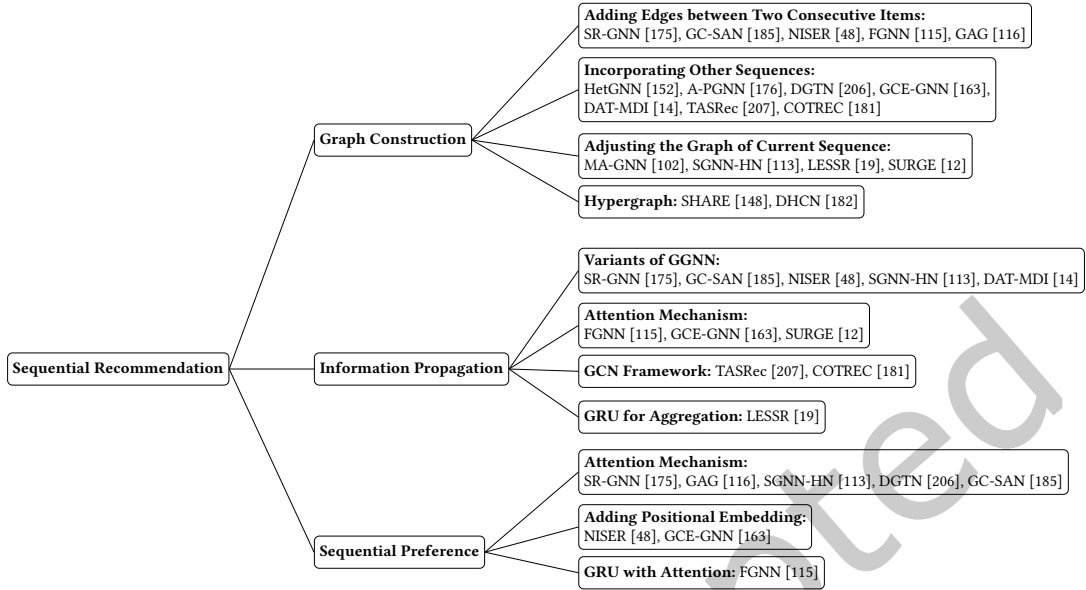 Adding Edges between Two Consecutive Items:
SR-GNN [175], GC-SAN [185], NISER [48], FGNN [115], GAG [116]
Incorporating Other Sequences:
HetGNN [152], A-PGNN [176], DGTN [206], GCE-GNN [163],
DAT-MDI [14], TASRec [207], COTREC [181]
Graph Construction
Adjusting the Graph of Current Sequence:
MA-GNN [102], SGNN-HN [113], LESSR [19], SURGE [12]
Hypergraph: SHARE [148], DHCN [182]
Variants of GGNN:
SR-GNN [175], GC-SAN [185], NISER [48], SGNN-HN [113], DAT-MDI [14]
Attention Mechanism:
FGNN [115], GCE-GNN [163], SURGE [12]
Sequential Recommendation
Information Propagation
GCN Framework: TASRec [207], COTREC [181]
GRU for Aggregation: LESSR [19]
Attention Mechanism:
SR-GNN [175], GAG [116], SGNN-HN [113], DGTN [206], GC-SAN [185]
Adding Positional Embedding:
NISER [48], GCE-GNN [163]
Sequential Preference
GRU with Attention: FGNN [115]
nted